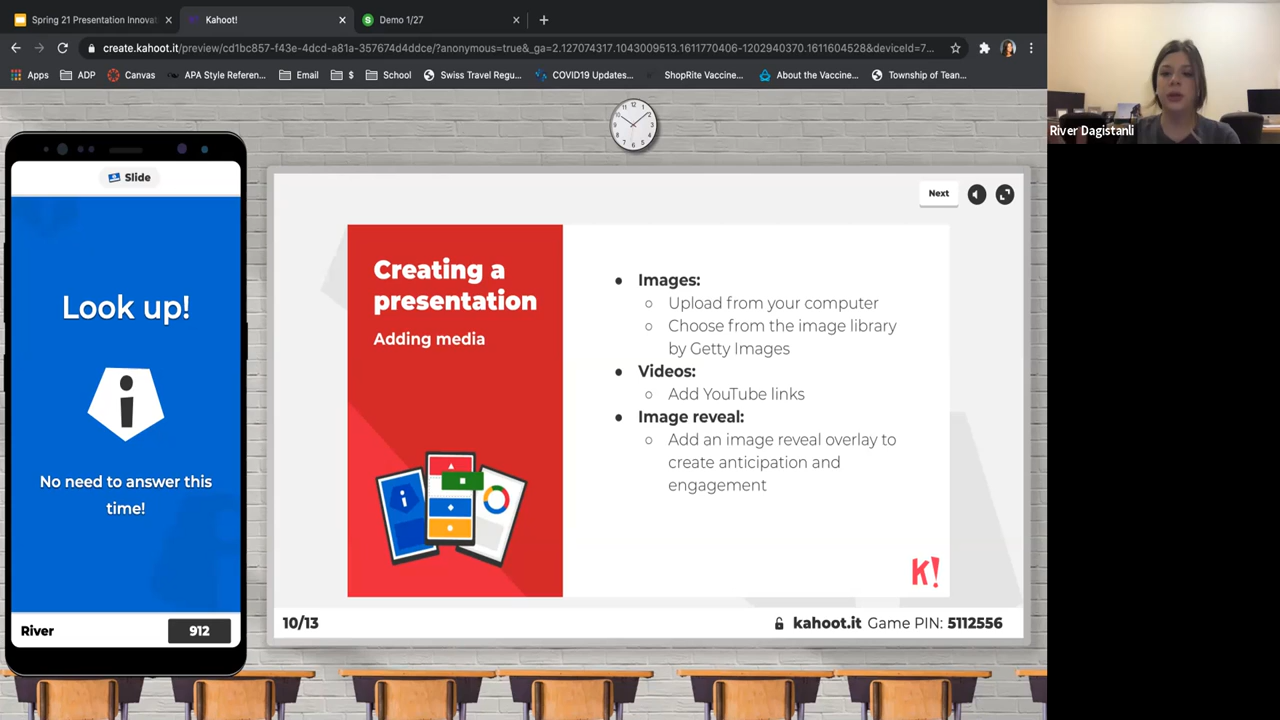 Spring 21 Presentation Innovat
Kahoot!
Demo 1/27
create.kahoot.it/preview/cd1bc857-f43e-4dcd-a81a-357674d4ddce/?anonymous=true&_ga=2.127074317.1043009513.1611770406-1202940370.1611604528&deviceId=7...
Apps
ADP
Canvas
APA Style Referen...
Email
$
School
Swiss Travel Regu...
COVID19 Updates...
ShopRite Vaccin...
About the Vaccine...
Township of Tean...
River Dagistanli
Slide
Look up!
No need to answer this
time!
River
912
Next
Creating a
presentation
Adding media
• Images:
○ Upload from your computer
○ Choose from the image library
by Getty Images
• Videos:
○ Add YouTube links
• Image reveal:
○ Add an image reveal overlay to
create anticipation and
engagement
K!
10/13
kahoot.it Game PIN: 5112556